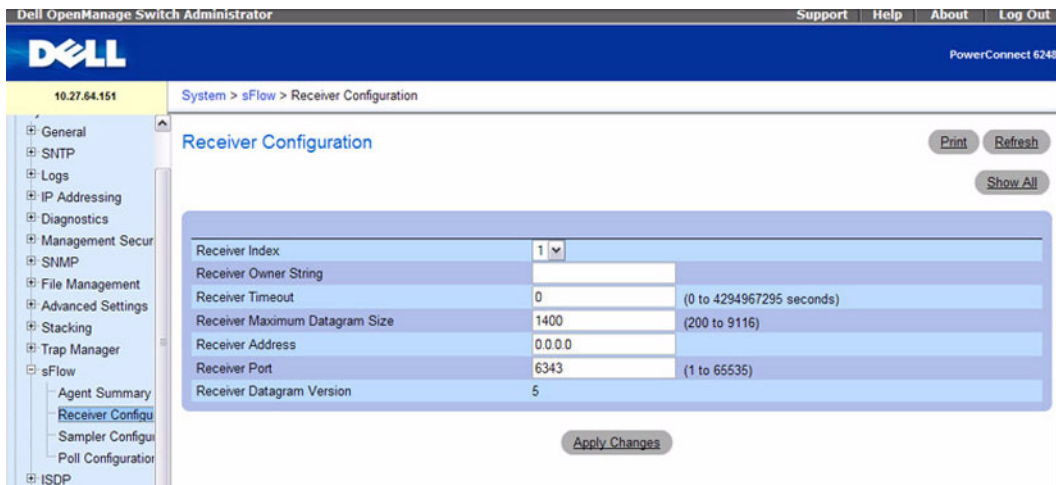 Dell OpenManage Switch Administrator
Support Help About Log Out
DELL
PowerConnect 6248
10.27.64.151
System > sFlow > Receiver Configuration
General
SNTP
Logs
IP Addressing
Diagnostics
Management Secur
SNMP
File Management
Advanced Settings
Stacking
Trap Manager
sFlow
Agent Summary
Receiver Configu
Sampler Configu
Poll Configuration
ISDP
Receiver Configuration
Print Refresh
Show All
Receiver Index 1
Receiver Owner String
Receiver Timeout 0 (0 to 4294967295 seconds)
Receiver Maximum Datagram Size 1400 (200 to 9116)
Receiver Address 0.0.0.0
Receiver Port 6343 (1 to 65535)
Receiver Datagram Version 5
Apply Changes